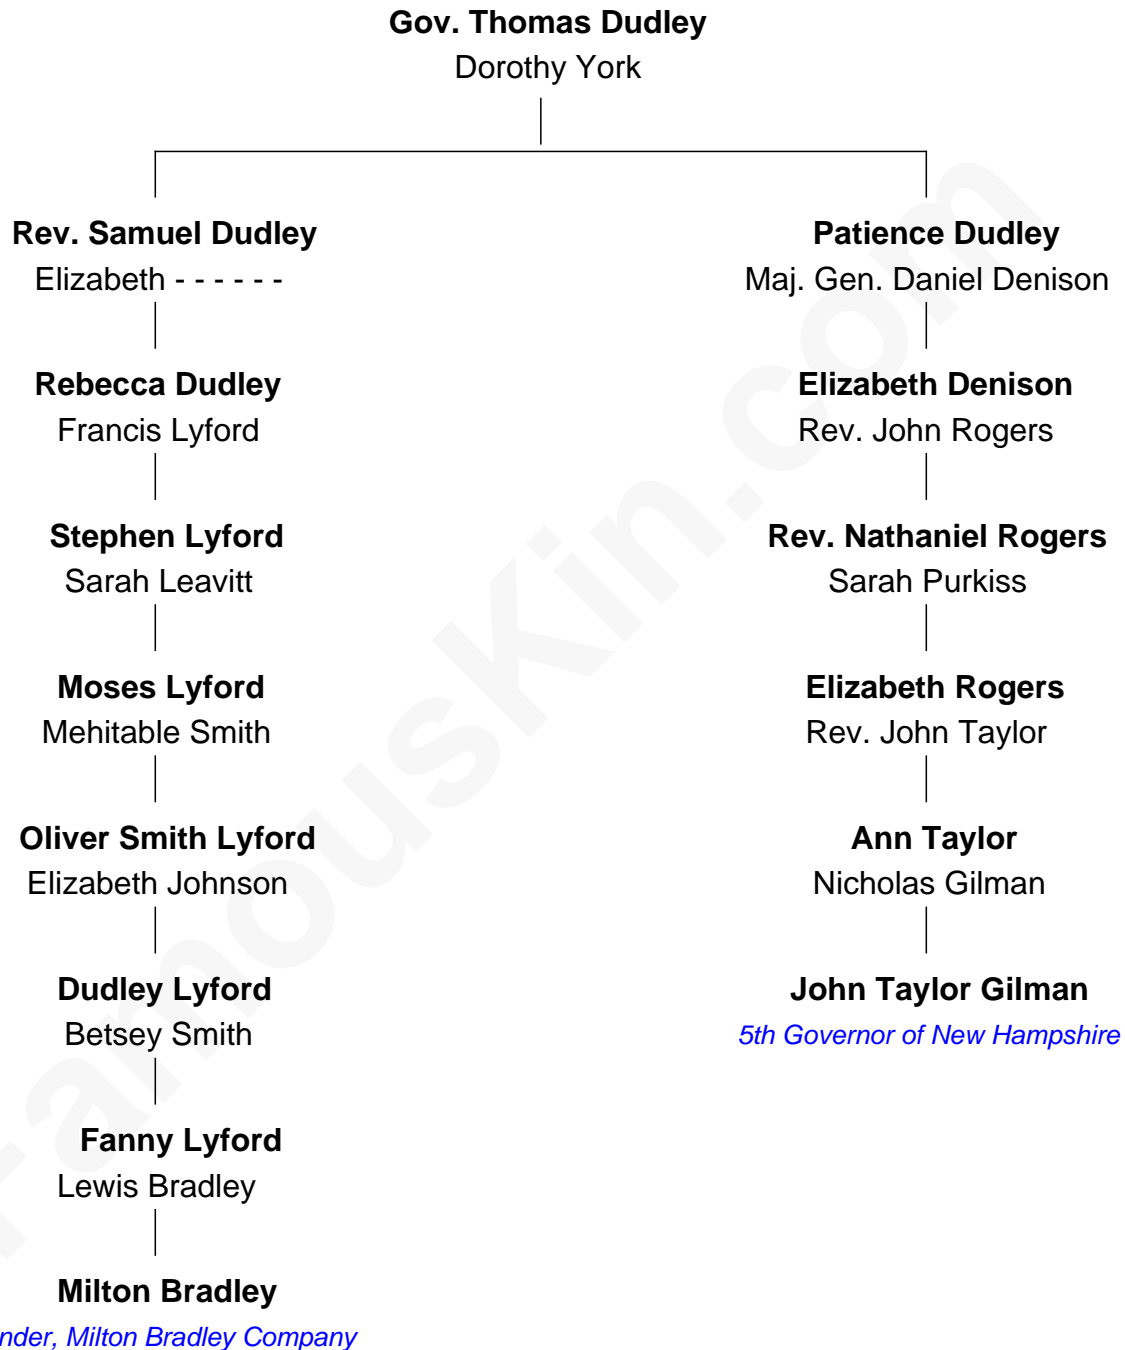 Gov. Thomas Dudley
Dorothy York
Rev. Samuel Dudley
Elizabeth - - - - - -
Rebecca Dudley
Francis Lyford
Stephen Lyford
Sarah Leavitt
Moses Lyford
Mehitable Smith
Oliver Smith Lyford
Elizabeth Johnson
Dudley Lyford
Betsey Smith
Fanny Lyford
Lewis Bradley
Milton Bradley
nder, Milton Bradley Company
Patience Dudley
Maj. Gen. Daniel Denison
Elizabeth Denison
Rev. John Rogers
Rev. Nathaniel Rogers
Sarah Purkiss
Elizabeth Rogers
Rev. John Taylor
Ann Taylor
Nicholas Gilman
John Taylor Gilman
5th Governor of New Hampshire
FamousKin.com